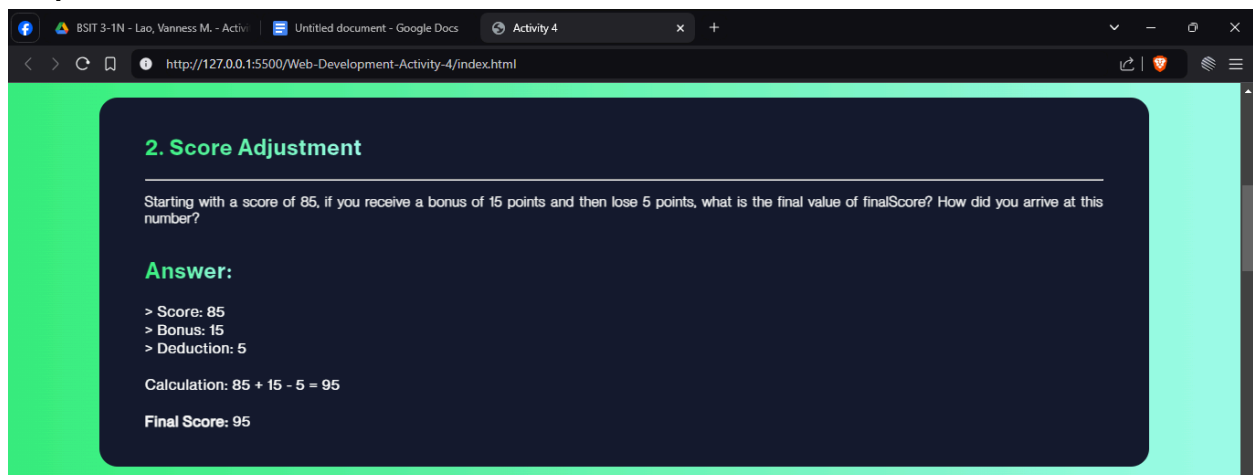 BSIT 3-1N - Lao, Vanness M. - Activi
Untitled document - Google Docs
Activity 4
http://127.0.0.1:5500/Web-Development-Activity-4/index.html
2. Score Adjustment
Starting with a score of 85, if you receive a bonus of 15 points and then lose 5 points, what is the final value of finalScore? How did you arrive at this
number?
Answer:
> Score: 85
> Bonus: 15
> Deduction: 5
Calculation: 85 + 15 - 5 = 95
Final Score: 95